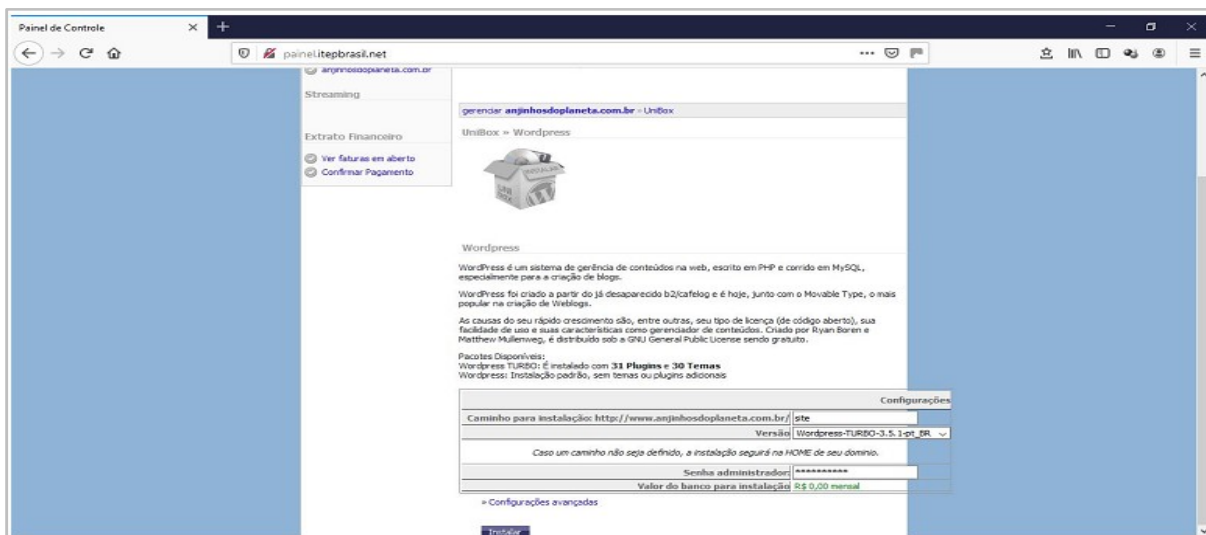 Painel de Controle
painel.itepbrasil.net
anjinhosdoplaneta.com.br
Streaming
gerenciar anjinhosdoplaneta.com.br - UniBox
Extrato Financeiro
UniBox » Wordpress
Ver faturas em aberto
Confirmar Pagamento
INSTALAR
UNI BOX
Wordpress
WordPress é um sistema de gerência de conteúdos na web, escrito em PHP e corrido em MySQL,
especialmente para a criação de blogs.
WordPress foi criado a partir do já desaparecido b2/cafelog e é hoje, junto com o Movable Type, o mais
popular na criação de Weblogs.
As causas do seu rápido crescimento são, entre outras, seu tipo de licença (de código aberto), sua
facilidade de uso e suas características como gerenciador de conteúdos. Criado por Ryan Boren e
Matthew Mullenweg, é distribuído sob a GNU General Public License sendo gratuito.
Pacotes Disponíveis:
Wordpress TURBO: É instalado com 31 Plugins e 30 Temas
Wordpress: Instalação padrão, sem temas ou plugins adicionais
Configurações
Caminho para instalação: http://www.anjinhosdoplaneta.com.br/ site
Versão Wordpress-TURBO-3.5.1-pt_BR
Caso um caminho não seja definido, a instalação seguirá na HOME de seu dominio.
Senha administrador: **********
Valor do banco para instalação R$ 0,00 mensal
» Configurações avançadas
Instalar